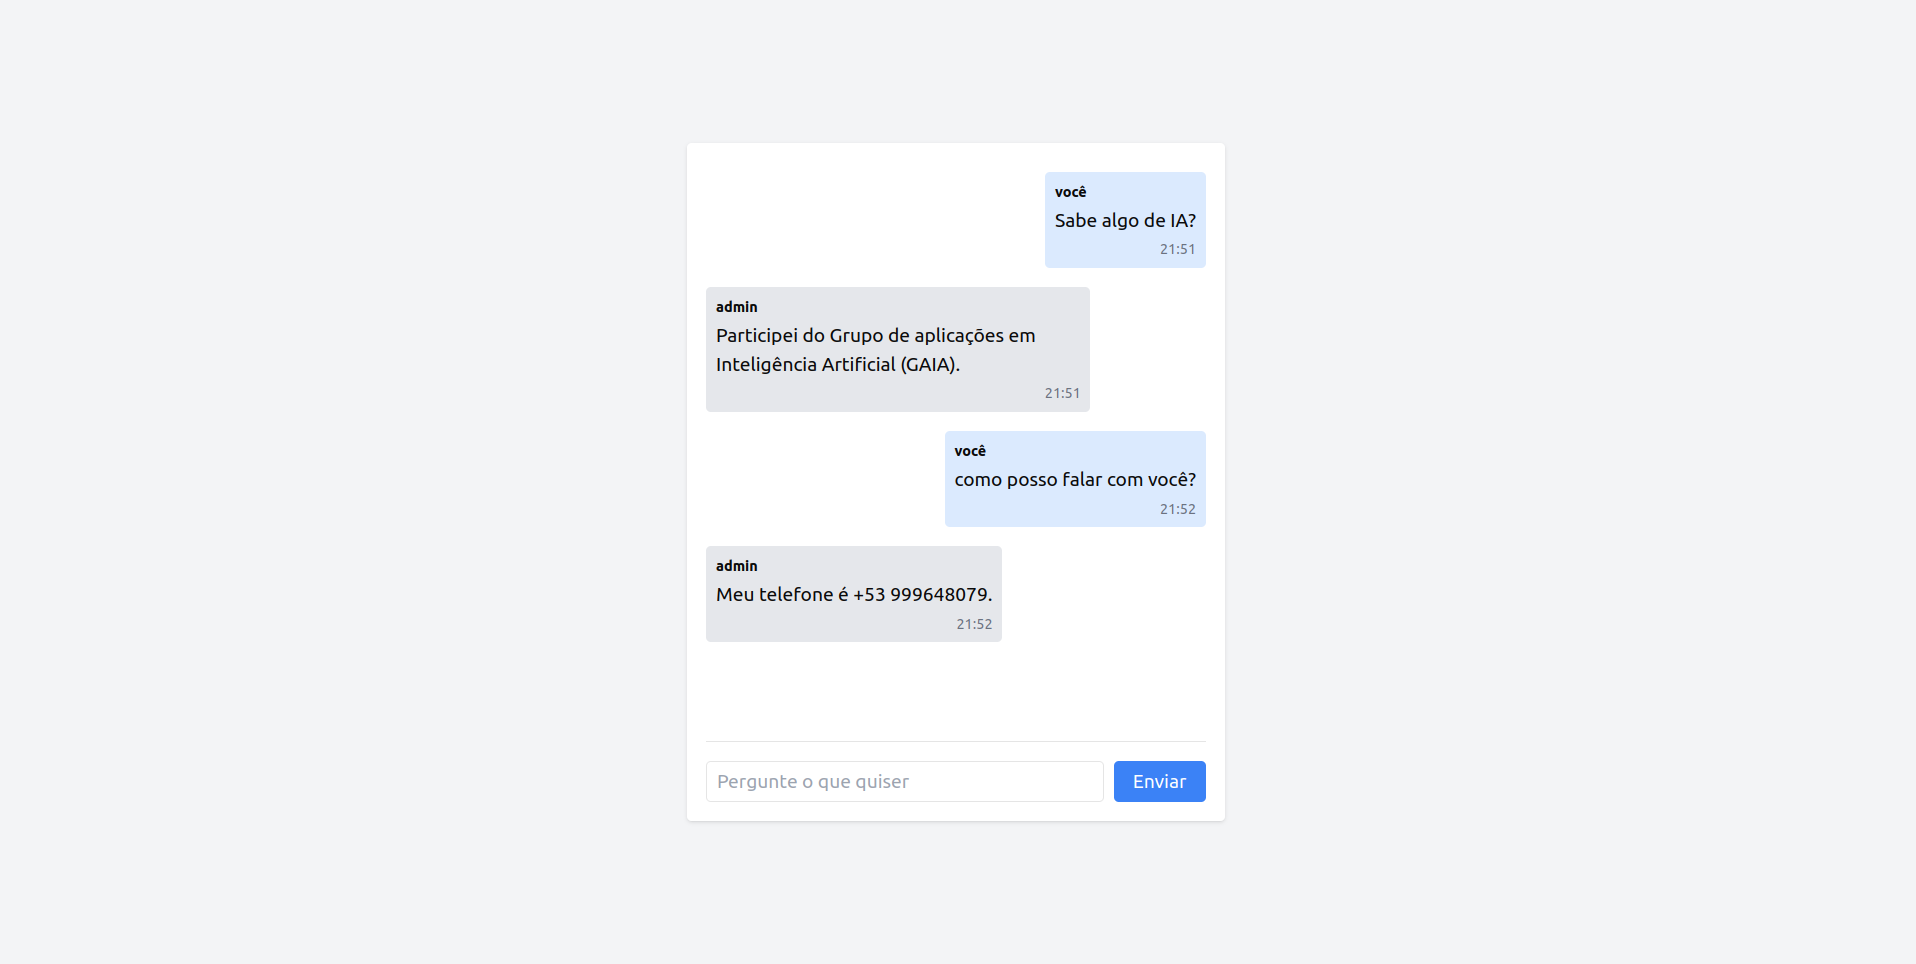 você
Sabe algo de IA?
21:51
admin
Participei do Grupo de aplicações em
Inteligência Artificial (GAIA).
21:51
você
como posso falar com você?
21:52
admin
Meu telefone é +53 999648079.
21:52
Pergunte o que quiser
Enviar